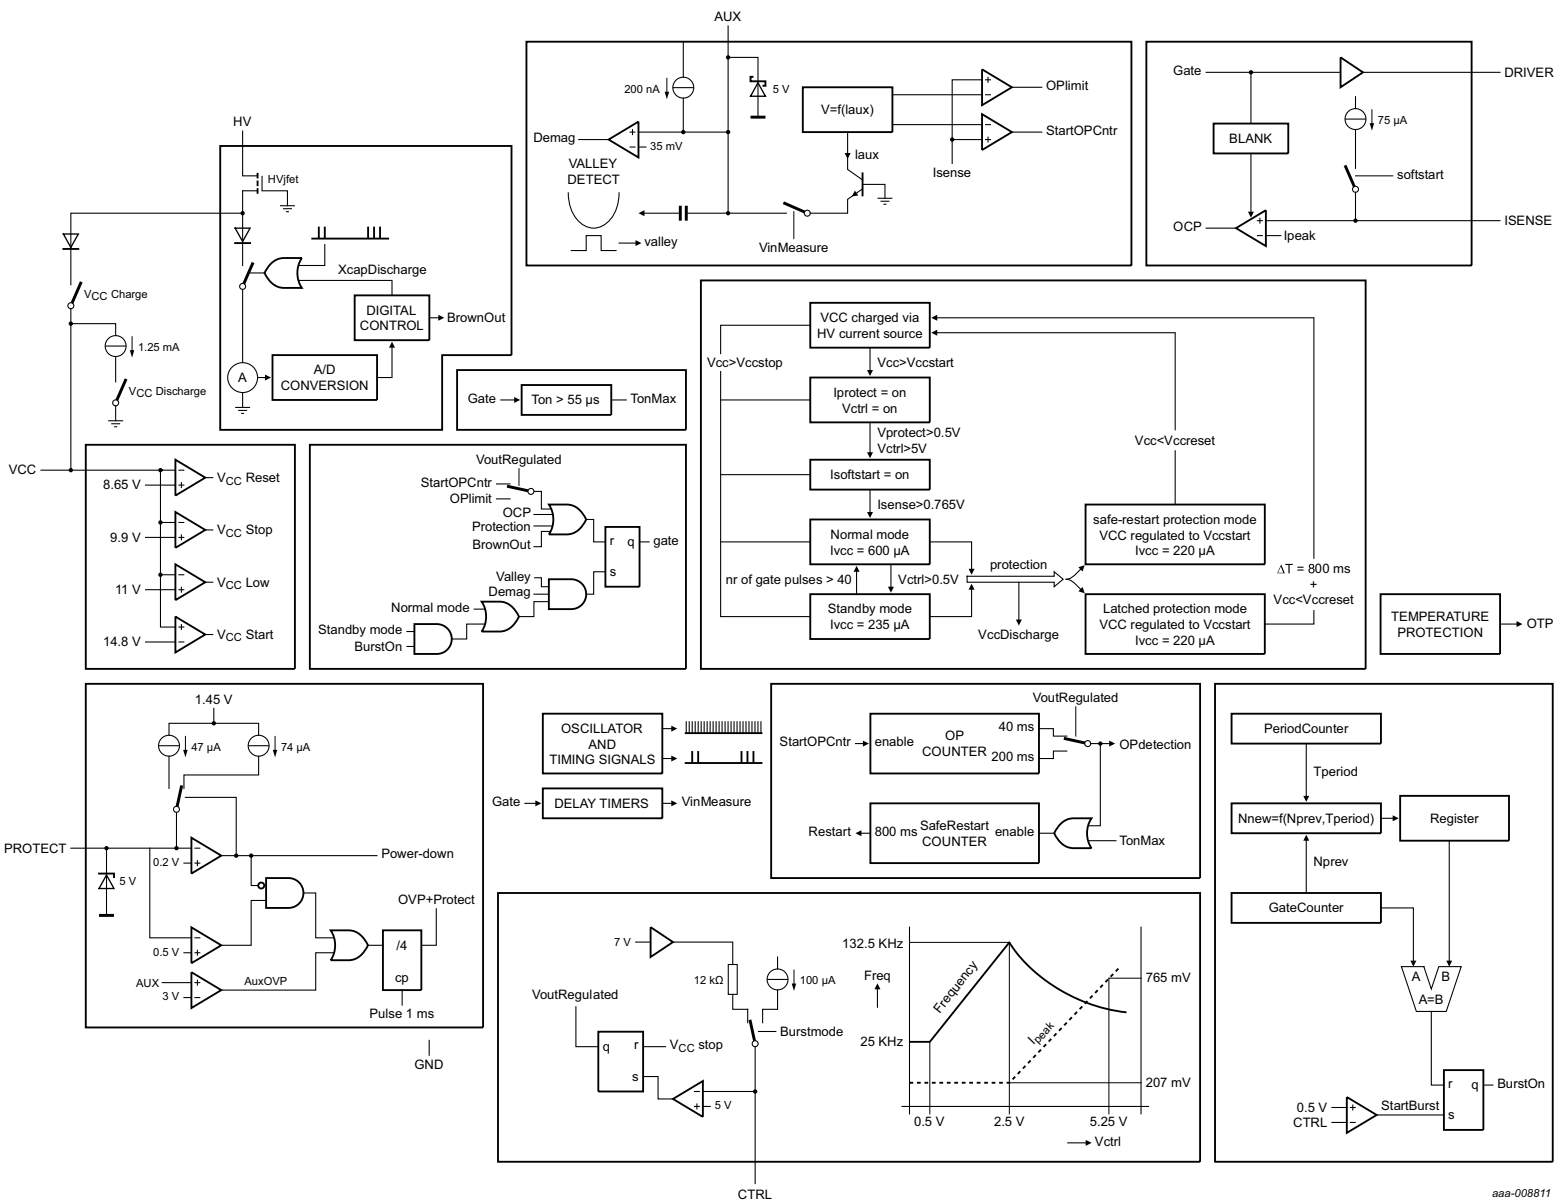 AUX
200 nA
5 V
Demag
+
−
35 mV
VALLEY
DETECT
valley
VinMeasure
V=f(Iaux)
Iaux
+
−
OPlimit
−
+
StartOPCntr
Isense
Gate
DRIVER
BLANK
75 µA
softstart
OCP
+
−
Ipeak
ISENSE
HV
HVjfet
XcapDischarge
DIGITAL
CONTROL
BrownOut
A
A/D
CONVERSION
VCC Charge
1.25 mA
VCC Discharge
Gate
Ton > 55 µs
TonMax
VCC
8.65 V
−
+
VCC Reset
9.9 V
−
+
VCC Stop
11 V
−
+
VCC Low
14.8 V
+
−
VCC Start
VoutRegulated
StartOPCntr
OPlimit
OCP
Protection
BrownOut
r
q
gate
s
Valley
Demag
Normal mode
Standby mode
BurstOn
VCC charged via
HV current source
Vcc>Vccstop
Vcc>Vccstart
Iprotect = on
Vctrl = on
Vprotect>0.5V
Vctrl>5V
Isoftstart = on
Isense>0.765V
Normal mode
Ivcc = 600 µA
nr of gate pulses > 40
Vctrl>0.5V
Standby mode
Ivcc = 235 µA
protection
VccDischarge
Vcc<Vccreset
safe-restart protection mode
VCC regulated to Vccstart
Ivcc = 220 µA
Latched protection mode
VCC regulated to Vccstart
Ivcc = 220 µA
ΔT = 800 ms
+
Vcc<Vccreset
TEMPERATURE
PROTECTION
OTP
1.45 V
47 µA
74 µA
PROTECT
5 V
0.2 V
−
+
Power-down
0.5 V
−
+
AUX
3 V
+
−
AuxOVP
OVP+Protect
/4
cp
Pulse 1 ms
GND
OSCILLATOR
AND
TIMING SIGNALS
Gate
DELAY TIMERS
VinMeasure
VoutRegulated
StartOPCntr
enable
OP
COUNTER
40 ms
200 ms
OPdetection
Restart
800 ms
SafeRestart
COUNTER
enable
TonMax
7 V
12 kΩ
100 µA
Burstmode
VoutRegulated
q
r
s
VCC stop
−
+
5 V
CTRL
132.5 KHz
Freq
25 KHz
Frequency
Ipeak
765 mV
207 mV
0.5 V
2.5 V
5.25 V
Vctrl
PeriodCounter
Tperiod
Nnew=f(Nprev,Tperiod)
Register
Nprev
GateCounter
A
B
A=B
r
q
BurstOn
s
0.5 V
CTRL
+
−
StartBurst
aaa-008811